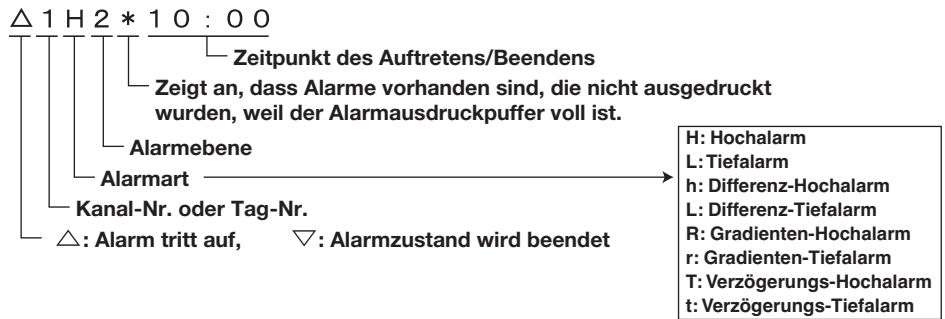 △1H2*10:00
Zeitpunkt des Auftretens/Beendens
Zeigt an, dass Alarme vorhanden sind, die nicht ausgedruckt
wurden, weil der Alarmausdruckpuffer voll ist.
Alarmebene
Alarmart
Kanal-Nr. oder Tag-Nr.
△: Alarm tritt auf, ▽: Alarmzustand wird beendet
H: Hochalarm
L: Tiefalarm
h: Differenz-Hochalarm
L: Differenz-Tiefalarm
R: Gradienten-Hochalarm
r: Gradienten-Tiefalarm
T: Verzögerungs-Hochalarm
t: Verzögerungs-Tiefalarm